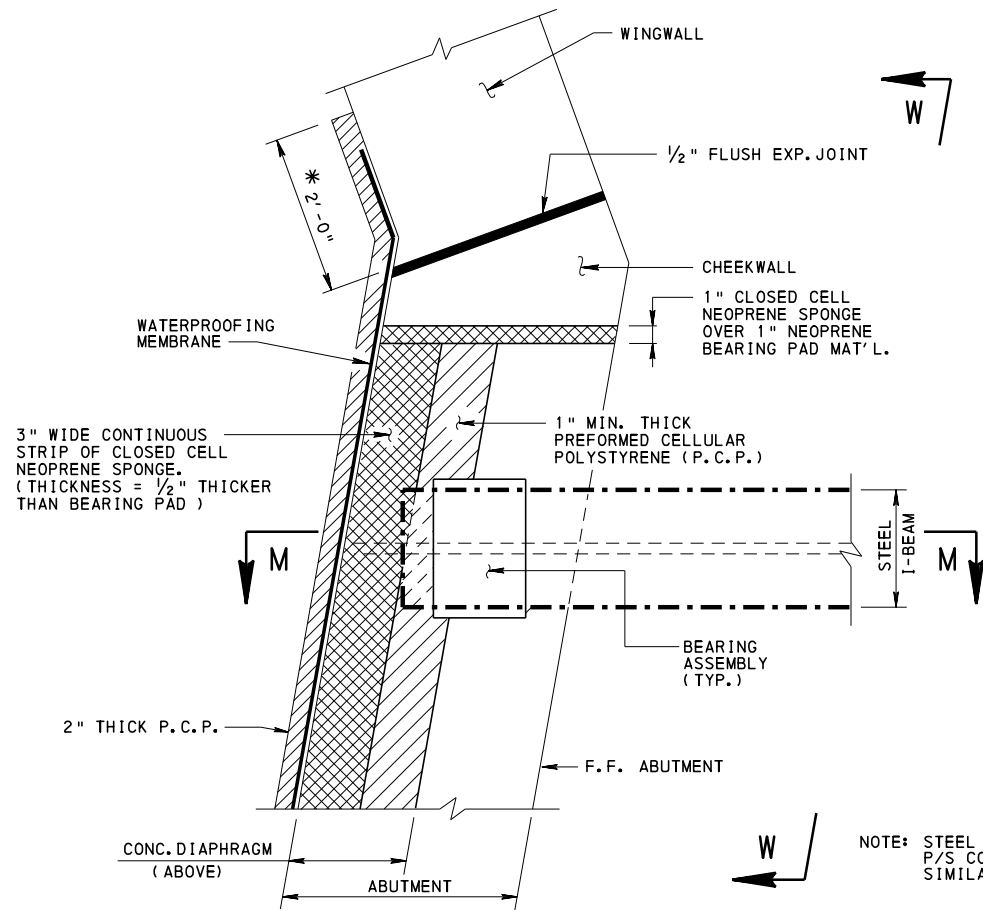 WINGWALL
W
1/2" FLUSH EXP. JOINT
* 2'-0"
CHEEKWALL
1" CLOSED CELL
NEOPRENE SPONGE
OVER 1" NEOPRENE
BEARING PAD MAT'L.
WATERPROOFING
MEMBRANE
3" WIDE CONTINUOUS
STRIP OF CLOSED CELL
NEOPRENE SPONGE.
(THICKNESS = 1/2" THICKER
THAN BEARING PAD )
1" MIN. THICK
PREFORMED CELLULAR
POLYSTYRENE (P.C.P.)
M
STEEL
I-BEAM
M
BEARING
ASSEMBLY
(TYP.)
2" THICK P.C.P.
F.F. ABUTMENT
CONC. DIAPHRAGM
(ABOVE)
ABUTMENT
W
NOTE: STEEL
P/S CO
SIMILA